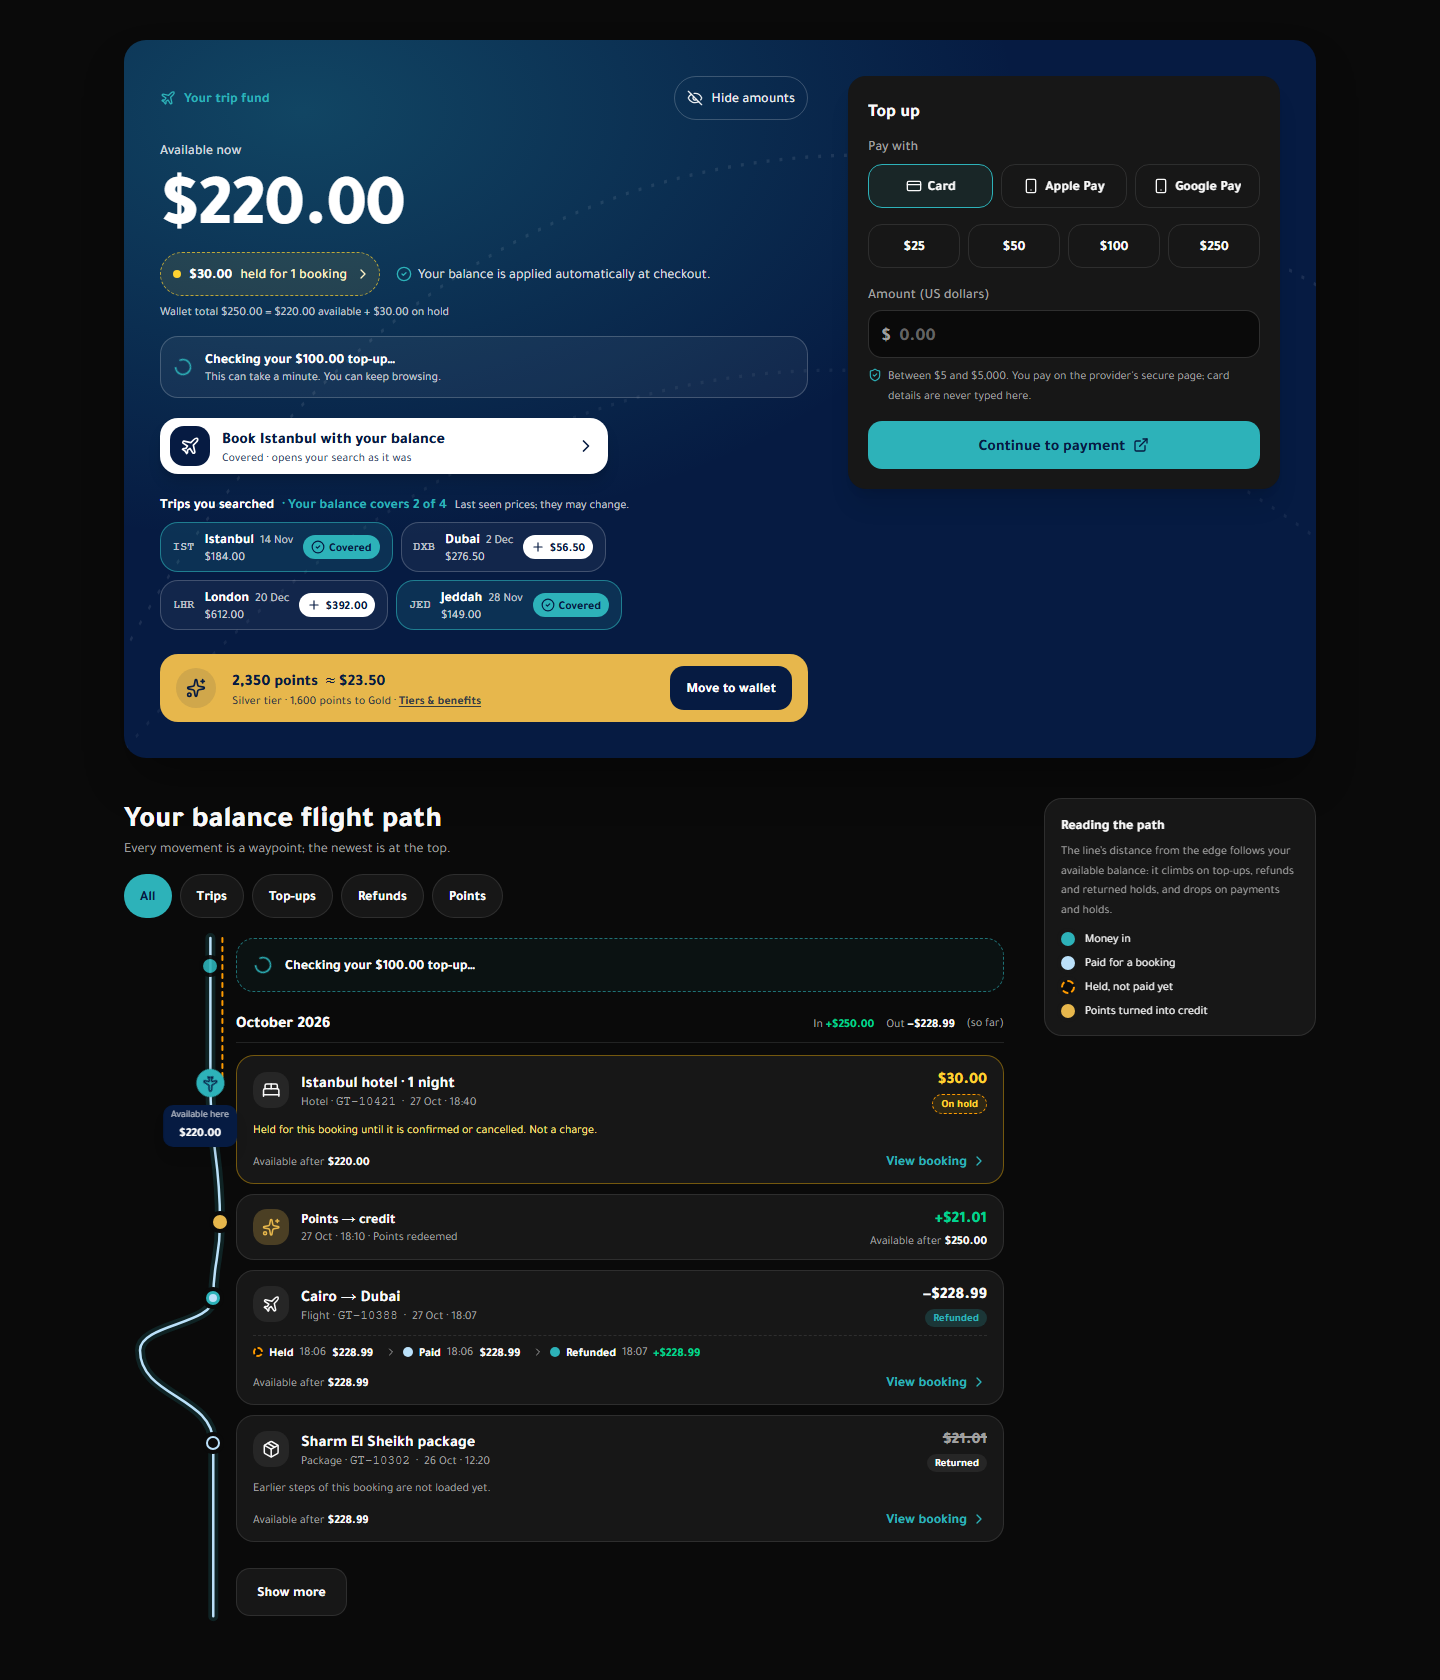 Your trip fund
Hide amounts
Available now
$220.00
$30.00 held for 1 booking
Your balance is applied automatically at checkout.
Wallet total $250.00 = $220.00 available + $30.00 on hold
Checking your $100.00 top-up…
This can take a minute. You can keep browsing.
Book Istanbul with your balance
Covered · opens your search as it was
Trips you searched · Your balance covers 2 of 4 Last seen prices; they may change.
IST Istanbul 14 Nov $184.00 Covered
DXB Dubai 2 Dec $276.50 + $56.50
LHR London 20 Dec $612.00 + $392.00
JED Jeddah 28 Nov $149.00 Covered
2,350 points ≈ $23.50
Silver tier · 1,600 points to Gold · Tiers & benefits
Move to wallet
Top up
Pay with
Card
Apple Pay
Google Pay
$25
$50
$100
$250
Amount (US dollars)
$ 0.00
Between $5 and $5,000. You pay on the provider's secure page; card
details are never typed here.
Continue to payment
Your balance flight path
Every movement is a waypoint; the newest is at the top.
All
Trips
Top-ups
Refunds
Points
Checking your $100.00 top-up…
October 2026
In +$250.00 Out −$228.99 (so far)
Available here
$220.00
Istanbul hotel · 1 night
Hotel · GT-10421 · 27 Oct · 18:40
$30.00
On hold
Held for this booking until it is confirmed or cancelled. Not a charge.
Available after $220.00
View booking
Points → credit
27 Oct · 18:10 · Points redeemed
+$21.01
Available after $250.00
Cairo → Dubai
Flight · GT-10388 · 27 Oct · 18:07
−$228.99
Refunded
Held 18:06 $228.99 > Paid 18:06 $228.99 > Refunded 18:07 +$228.99
Available after $228.99
View booking
Sharm El Sheikh package
Package · GT-10302 · 26 Oct · 12:20
$21.01
Returned
Earlier steps of this booking are not loaded yet.
Available after $228.99
View booking
Show more
Reading the path
The line's distance from the edge follows your
available balance: it climbs on top-ups, refunds
and returned holds, and drops on payments
and holds.
Money in
Paid for a booking
Held, not paid yet
Points turned into credit